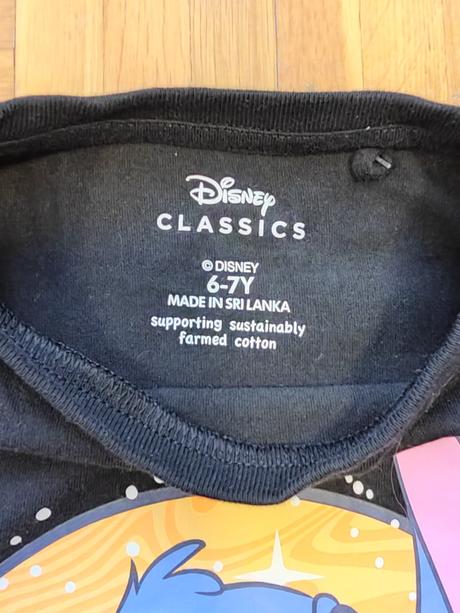 Disney
CLASSICS
© DISNEY
6-7Y
MADE IN SRI LANKA
supporting sustainably
farmed cotton